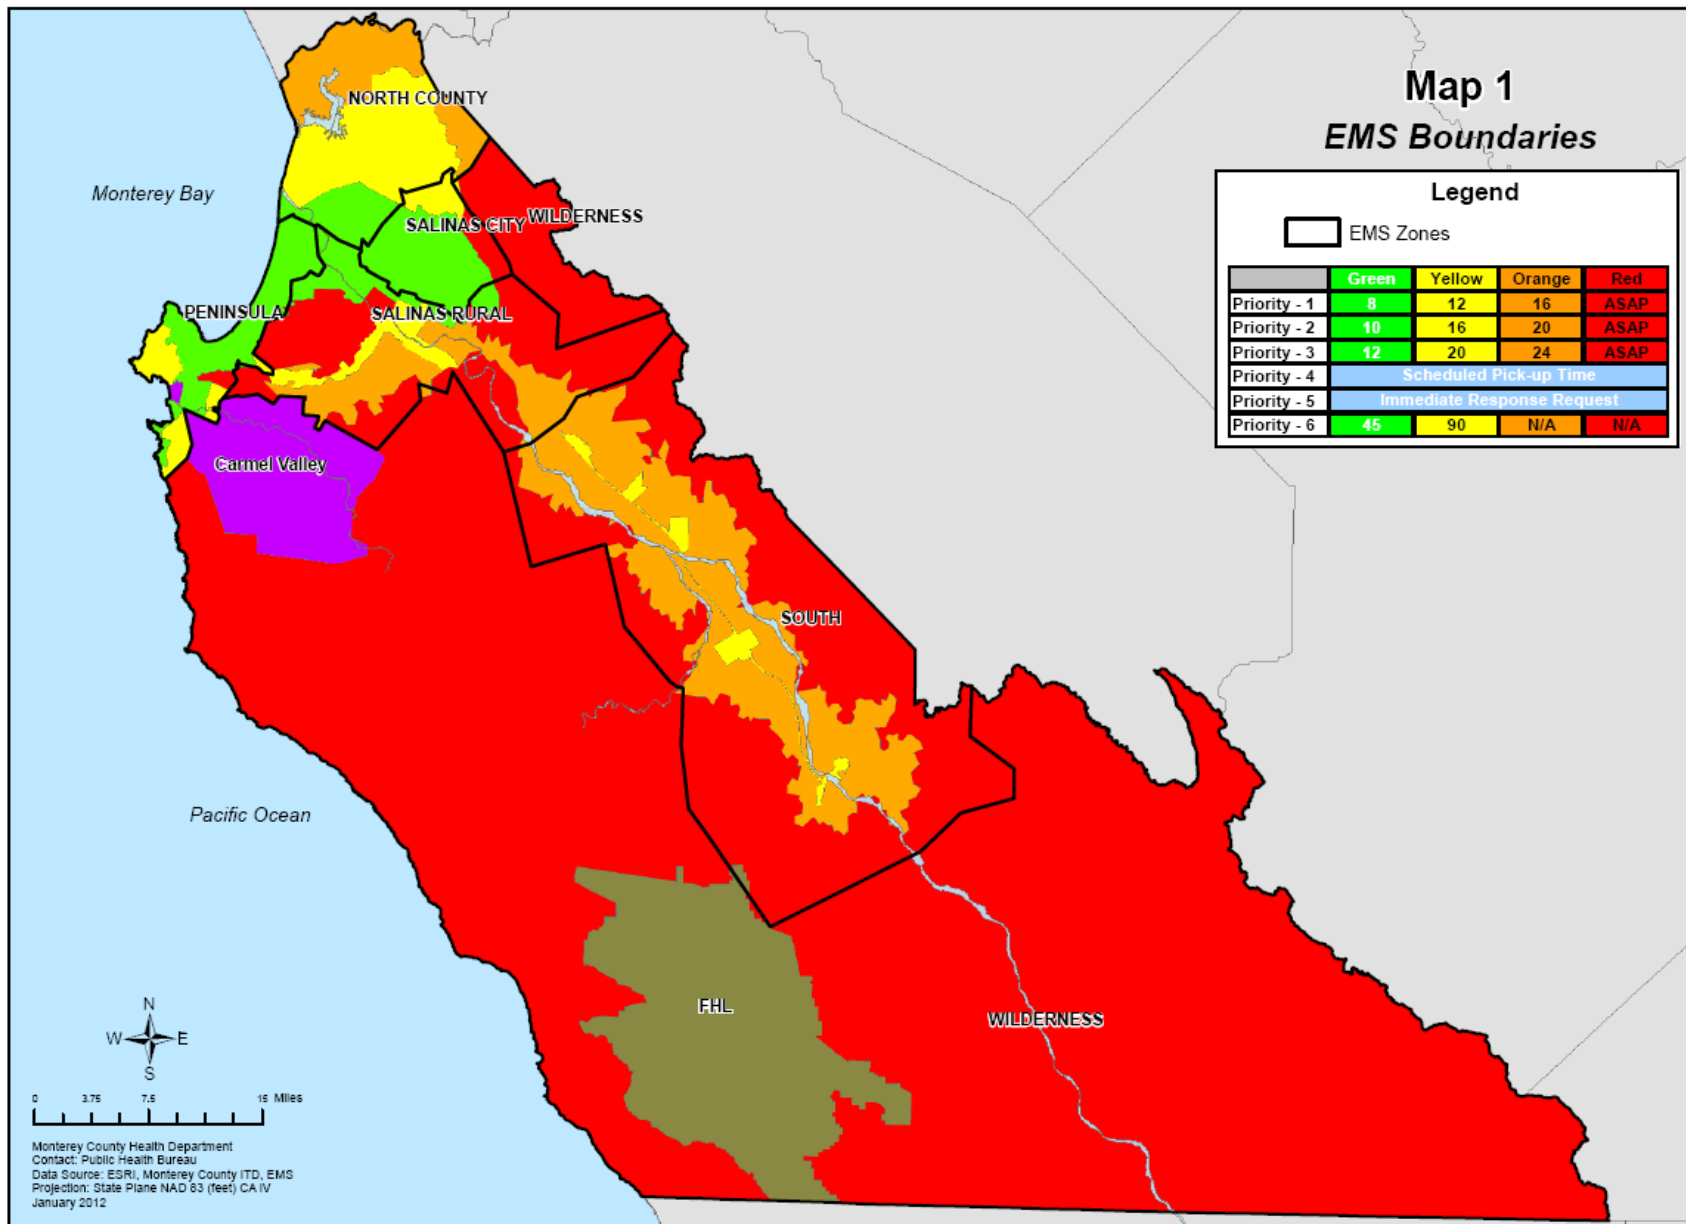 Map 1
EMS Boundaries
Legend
EMS Zones
Green Yellow Orange Red
Priority - 1 8 12 16 ASAP
Priority - 2 10 16 20 ASAP
Priority - 3 12 20 24 ASAP
Priority - 4 Scheduled Pick-up Time
Priority - 5 Immediate Response Request
Priority - 6 45 90 N/A N/A
NORTH COUNTY
Monterey Bay
SALINAS CITY
WILDERNESS
PENINSULA
SALINAS RURAL
Carmel Valley
SOUTH
Pacific Ocean
FHL
WILDERNESS
N
W E
S
0 3.75 7.5 15 Miles
Monterey County Health Department
Contact: Public Health Bureau
Data Source: ESRI, Monterey County ITD, EMS
Projection: State Plane NAD 83 (feet) CA IV
January 2012